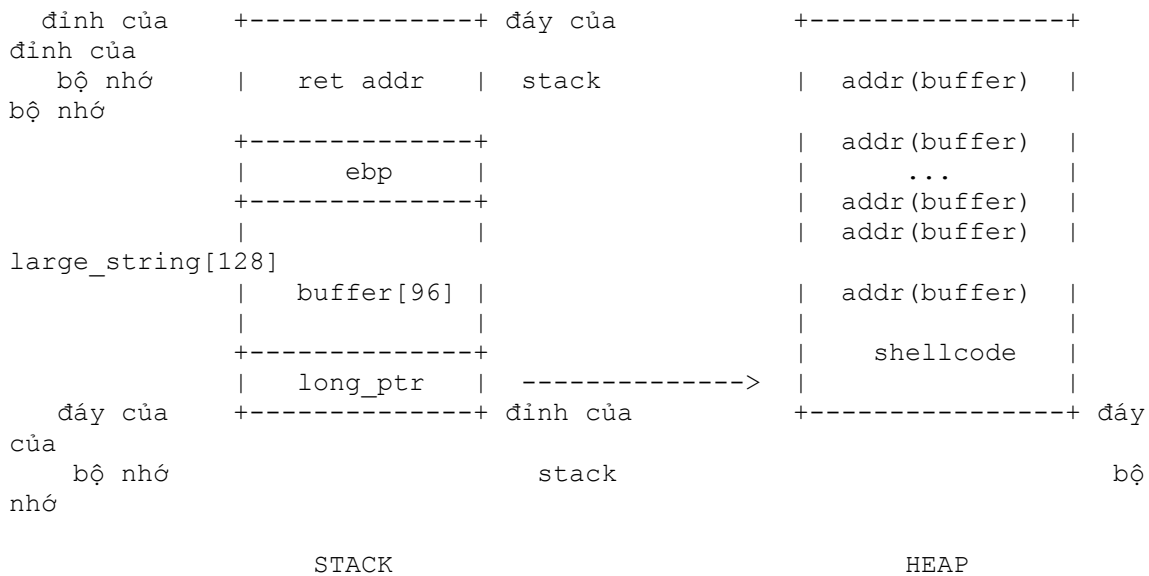 đỉnh của    +--------------+ đáy của           +----------------+
đỉnh của
   bộ nhớ     |   ret addr   |  stack            |  addr(buffer)  |
bộ nhớ
              +--------------+                   |  addr(buffer)  |
              |      ebp     |                   |      ...       |
              +--------------+                   |  addr(buffer)  |
              |              |                   |  addr(buffer)  |
large_string[128]
              |   buffer[96] |                   |  addr(buffer)  |
              |              |                   |                |
              +--------------+                   |    shellcode   |
              |   long_ptr   |  --------------> |                |
   đáy của    +--------------+ đỉnh của          +----------------+ đáy
của
    bộ nhớ                       stack                               bộ
nhớ
                   STACK                                HEAP